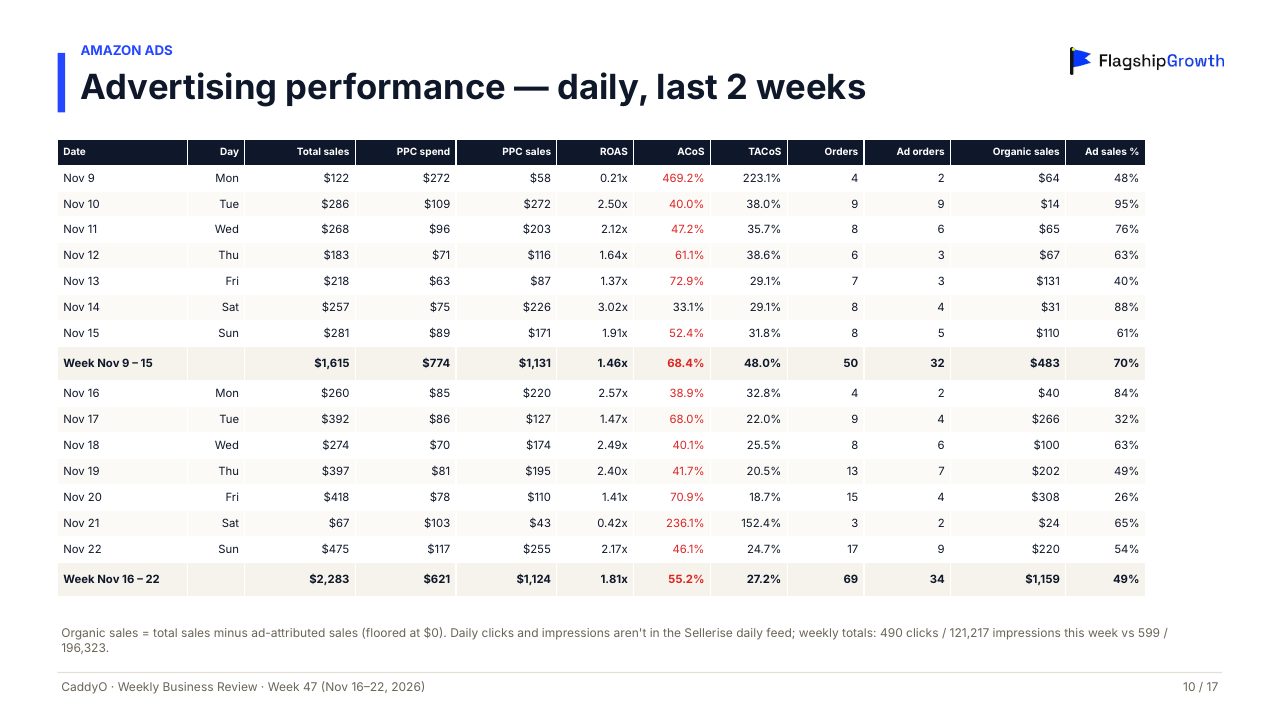 AMAZON ADS
Advertising performance — daily, last 2 weeks
FlagshipGrowth
Date Day Total sales PPC spend PPC sales ROAS ACoS TACoS Orders Ad orders Organic sales Ad sales %
Nov 9 Mon $122 $272 $58 0.21x 469.2% 223.1% 4 2 $64 48%
Nov 10 Tue $286 $109 $272 2.50x 40.0% 38.0% 9 9 $14 95%
Nov 11 Wed $268 $96 $203 2.12x 47.2% 35.7% 8 6 $65 76%
Nov 12 Thu $183 $71 $116 1.64x 61.1% 38.6% 6 3 $67 63%
Nov 13 Fri $218 $63 $87 1.37x 72.9% 29.1% 7 3 $131 40%
Nov 14 Sat $257 $75 $226 3.02x 33.1% 29.1% 8 4 $31 88%
Nov 15 Sun $281 $89 $171 1.91x 52.4% 31.8% 8 5 $110 61%
Week Nov 9 – 15 $1,615 $774 $1,131 1.46x 68.4% 48.0% 50 32 $483 70%
Nov 16 Mon $260 $85 $220 2.57x 38.9% 32.8% 4 2 $40 84%
Nov 17 Tue $392 $86 $127 1.47x 68.0% 22.0% 9 4 $266 32%
Nov 18 Wed $274 $70 $174 2.49x 40.1% 25.5% 8 6 $100 63%
Nov 19 Thu $397 $81 $195 2.40x 41.7% 20.5% 13 7 $202 49%
Nov 20 Fri $418 $78 $110 1.41x 70.9% 18.7% 15 4 $308 26%
Nov 21 Sat $67 $103 $43 0.42x 236.1% 152.4% 3 2 $24 65%
Nov 22 Sun $475 $117 $255 2.17x 46.1% 24.7% 17 9 $220 54%
Week Nov 16 – 22 $2,283 $621 $1,124 1.81x 55.2% 27.2% 69 34 $1,159 49%
Organic sales = total sales minus ad-attributed sales (floored at $0). Daily clicks and impressions aren't in the Sellerise daily feed; weekly totals: 490 clicks / 121,217 impressions this week vs 599 /
196,323.
CaddyO · Weekly Business Review · Week 47 (Nov 16–22, 2026)
10 / 17